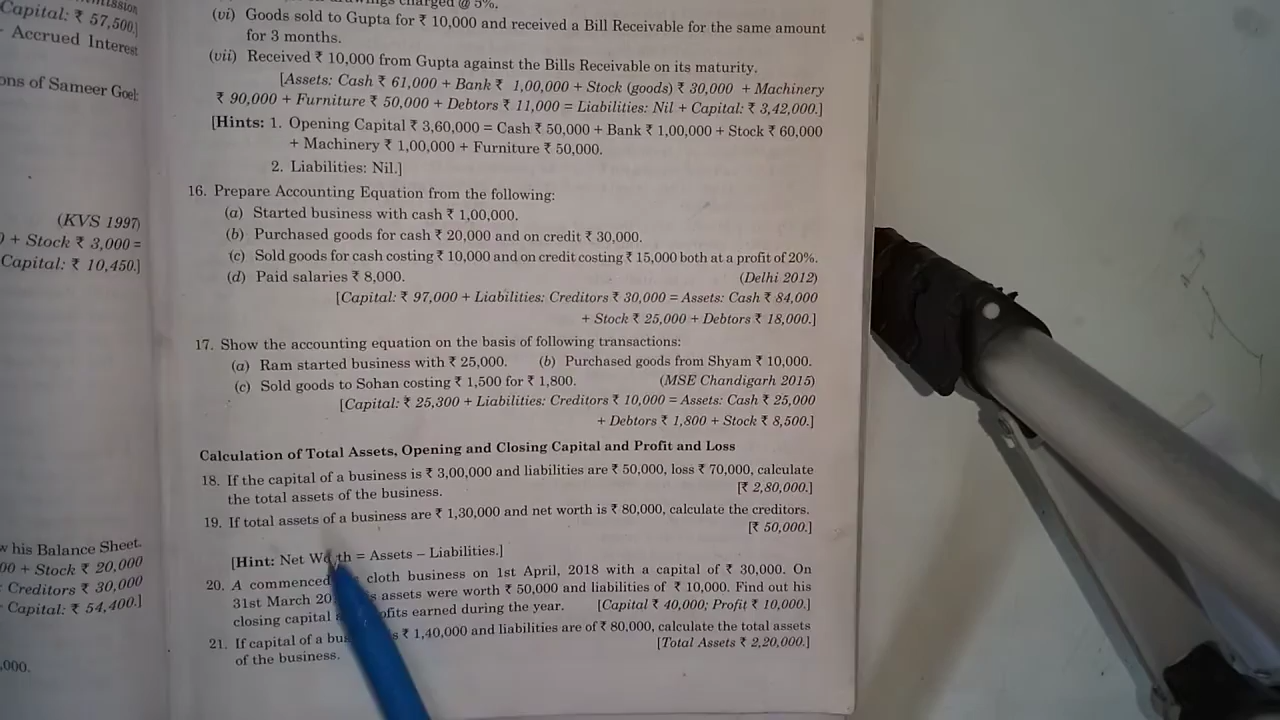 Capital: ₹ 57,500.]
Accrued Interest
ons of Sameer Goel:
(KVS 1997)
) + Stock ₹ 3,000 =
Capital: ₹ 10,450.]
w his Balance Sheet.
00 + Stock ₹ 20,000
: Creditors ₹ 30,000
Capital: ₹ 54,400.]
,000.
charged @ 5%.
(vi) Goods sold to Gupta for ₹ 10,000 and received a Bill Receivable for the same amount
for 3 months.
(vii) Received ₹ 10,000 from Gupta against the Bills Receivable on its maturity.
[Assets: Cash ₹ 61,000 + Bank ₹ 1,00,000 + Stock (goods) ₹ 30,000 + Machinery
₹ 90,000 + Furniture ₹ 50,000 + Debtors ₹ 11,000 = Liabilities: Nil + Capital: ₹ 3,42,000.]
[Hints: 1. Opening Capital ₹ 3,60,000 = Cash ₹ 50,000 + Bank ₹ 1,00,000 + Stock ₹ 60,000
+ Machinery ₹ 1,00,000 + Furniture ₹ 50,000.
2. Liabilities: Nil.]
16. Prepare Accounting Equation from the following:
(a) Started business with cash ₹ 1,00,000.
(b) Purchased goods for cash ₹ 20,000 and on credit ₹ 30,000.
(c) Sold goods for cash costing ₹ 10,000 and on credit costing ₹ 15,000 both at a profit of 20%.
(d) Paid salaries ₹ 8,000. (Delhi 2012)
[Capital: ₹ 97,000 + Liabilities: Creditors ₹ 30,000 = Assets: Cash ₹ 84,000
+ Stock ₹ 25,000 + Debtors ₹ 18,000.]
17. Show the accounting equation on the basis of following transactions:
(a) Ram started business with ₹ 25,000. (b) Purchased goods from Shyam ₹ 10,000.
(c) Sold goods to Sohan costing ₹ 1,500 for ₹ 1,800. (MSE Chandigarh 2015)
[Capital: ₹ 25,300 + Liabilities: Creditors ₹ 10,000 = Assets: Cash ₹ 25,000
+ Debtors ₹ 1,800 + Stock ₹ 8,500.]
Calculation of Total Assets, Opening and Closing Capital and Profit and Loss
18. If the capital of a business is ₹ 3,00,000 and liabilities are ₹ 50,000, loss ₹ 70,000, calculate
the total assets of the business. [₹ 2,80,000.]
19. If total assets of a business are ₹ 1,30,000 and net worth is ₹ 80,000, calculate the creditors.
[₹ 50,000.]
[Hint: Net Worth = Assets – Liabilities.]
20. A commenced cloth business on 1st April, 2018 with a capital of ₹ 30,000. On
31st March 20 assets were worth ₹ 50,000 and liabilities of ₹ 10,000. Find out his
closing capital profits earned during the year. [Capital ₹ 40,000; Profit ₹ 10,000.]
21. If capital of a bus s ₹ 1,40,000 and liabilities are of ₹ 80,000, calculate the total assets
of the business. [Total Assets ₹ 2,20,000.]